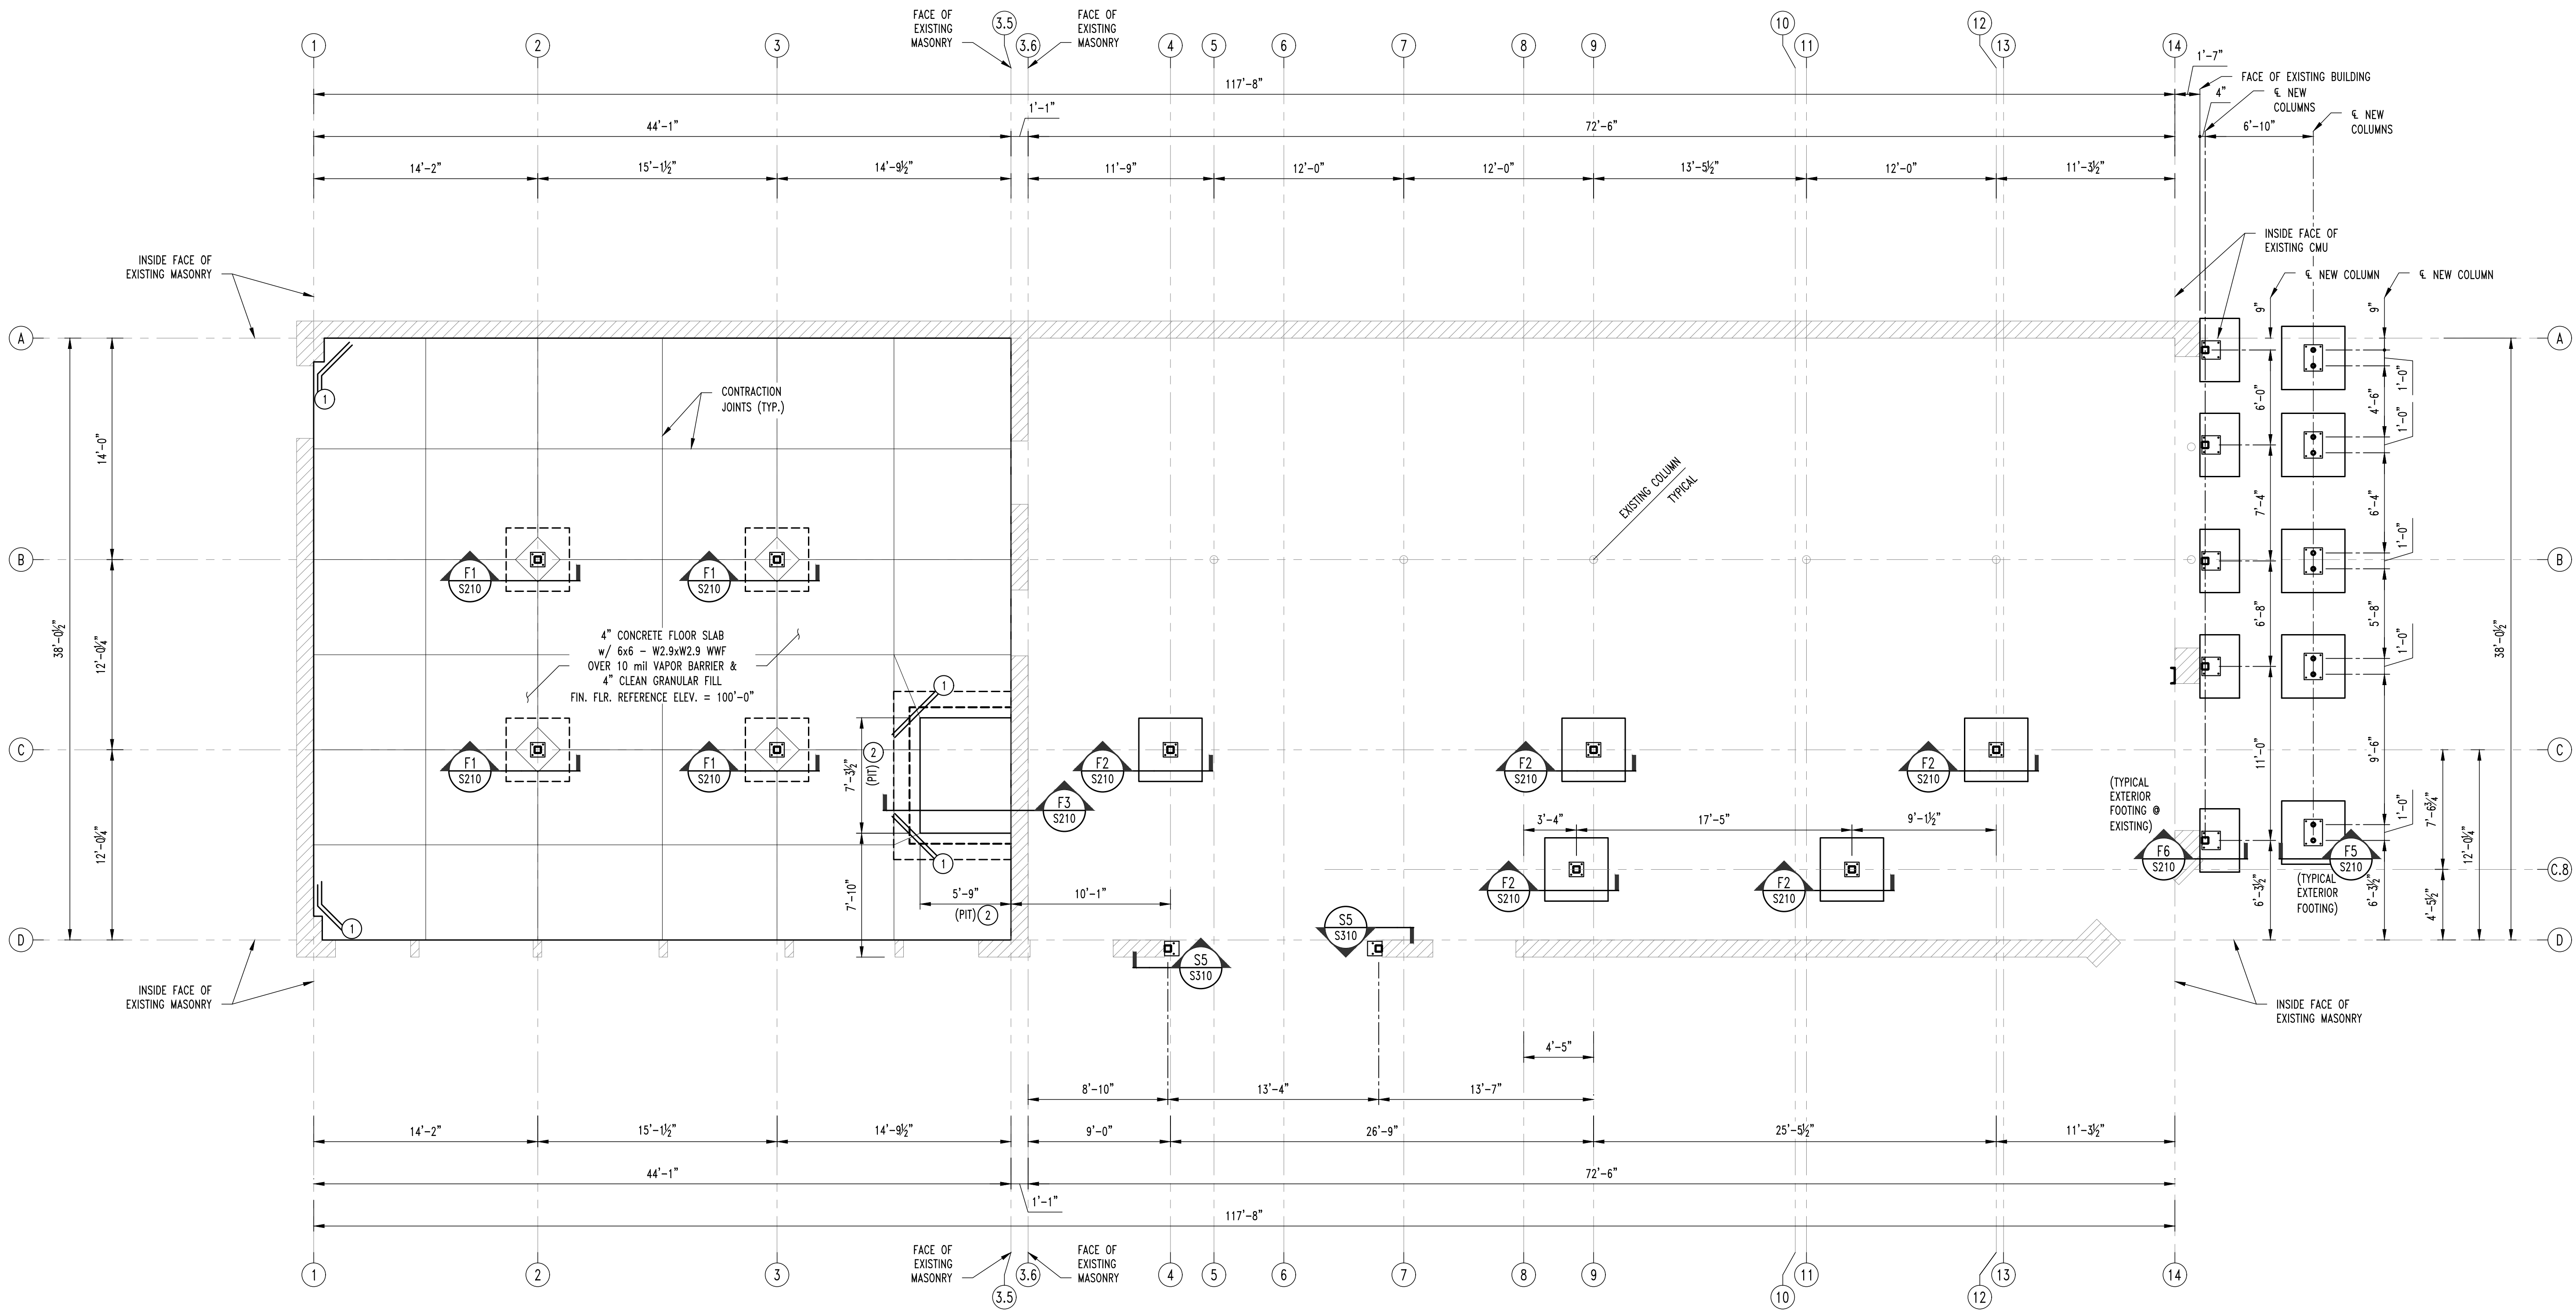 FACE OF
EXISTING
MASONRY
3.5
FACE OF
EXISTING
MASONRY
10
12
1
2
3
3.6
4
5
6
7
8
9
11
13
14
1'-7"
FACE OF EXISTING BUILDING
117'-8"
4"
℄ NEW
COLUMNS
1'-1"
℄ NEW
COLUMNS
44'-1"
72'-6"
6'-10"
14'-2"
15'-1½"
14'-9½"
11'-9"
12'-0"
12'-0"
13'-5½"
12'-0"
11'-3½"
INSIDE FACE OF
EXISTING MASONRY
INSIDE FACE OF
EXISTING CMU
℄ NEW COLUMN
℄ NEW COLUMN
9"
9"
A
A
1
CONTRACTION
JOINTS (TYP.)
14'-0"
6'-0"
1'-0"
4'-6"
1'-0"
EXISTING COLUMN
TYPICAL
7'-4"
6'-4"
1'-0"
B
B
F1
S210
F1
S210
38'-0½"
12'-0¼"
6'-8"
5'-8"
1'-0"
38'-0½"
4" CONCRETE FLOOR SLAB
w/ 6x6 - W2.9xW2.9 WWF
OVER 10 mil VAPOR BARRIER &
4" CLEAN GRANULAR FILL
FIN. FLR. REFERENCE ELEV. = 100'-0"
1
C
C
F1
S210
F1
S210
7'-3½"
(PIT)
2
F2
S210
F2
S210
F2
S210
11'-0"
9'-6"
F3
S210
(TYPICAL
EXTERIOR
FOOTING @
EXISTING)
3'-4"
17'-5"
9'-1½"
1'-0"
7'-6¾"
12'-0¼"
12'-0¼"
1
F6
S210
F5
S210
C.8
7'-10"
5'-9"
(PIT)
2
10'-1"
F2
S210
F2
S210
(TYPICAL
EXTERIOR
FOOTING)
6'-3½"
6'-3½"
4'-5½"
1
S5
S310
D
D
S5
S310
INSIDE FACE OF
EXISTING MASONRY
INSIDE FACE OF
EXISTING MASONRY
4'-5"
8'-10"
13'-4"
13'-7"
14'-2"
15'-1½"
14'-9½"
9'-0"
26'-9"
25'-5½"
11'-3½"
44'-1"
72'-6"
1'-1"
117'-8"
FACE OF
EXISTING
MASONRY
FACE OF
EXISTING
MASONRY
1
2
3
3.6
4
5
6
7
8
9
11
13
14
3.5
10
12